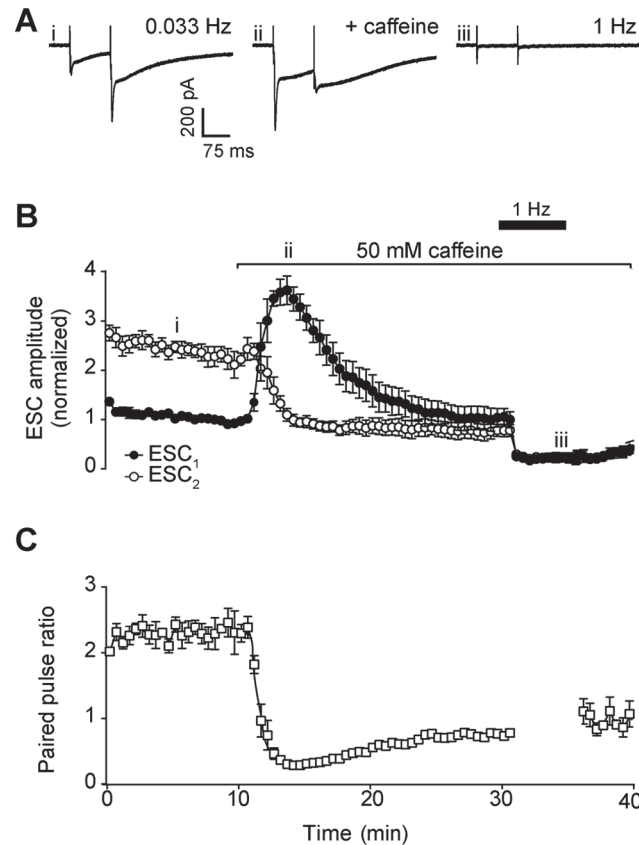 A
i
0.033 Hz
ii
+ caffeine
iii
1 Hz
200 pA
75 ms
B
1 Hz
ii
50 mM caffeine
4
3
2
1
0
ESC amplitude
(normalized)
i
iii
ESC1
ESC2
C
3
2
1
0
Paired pulse ratio
0
10
20
30
40
Time (min)